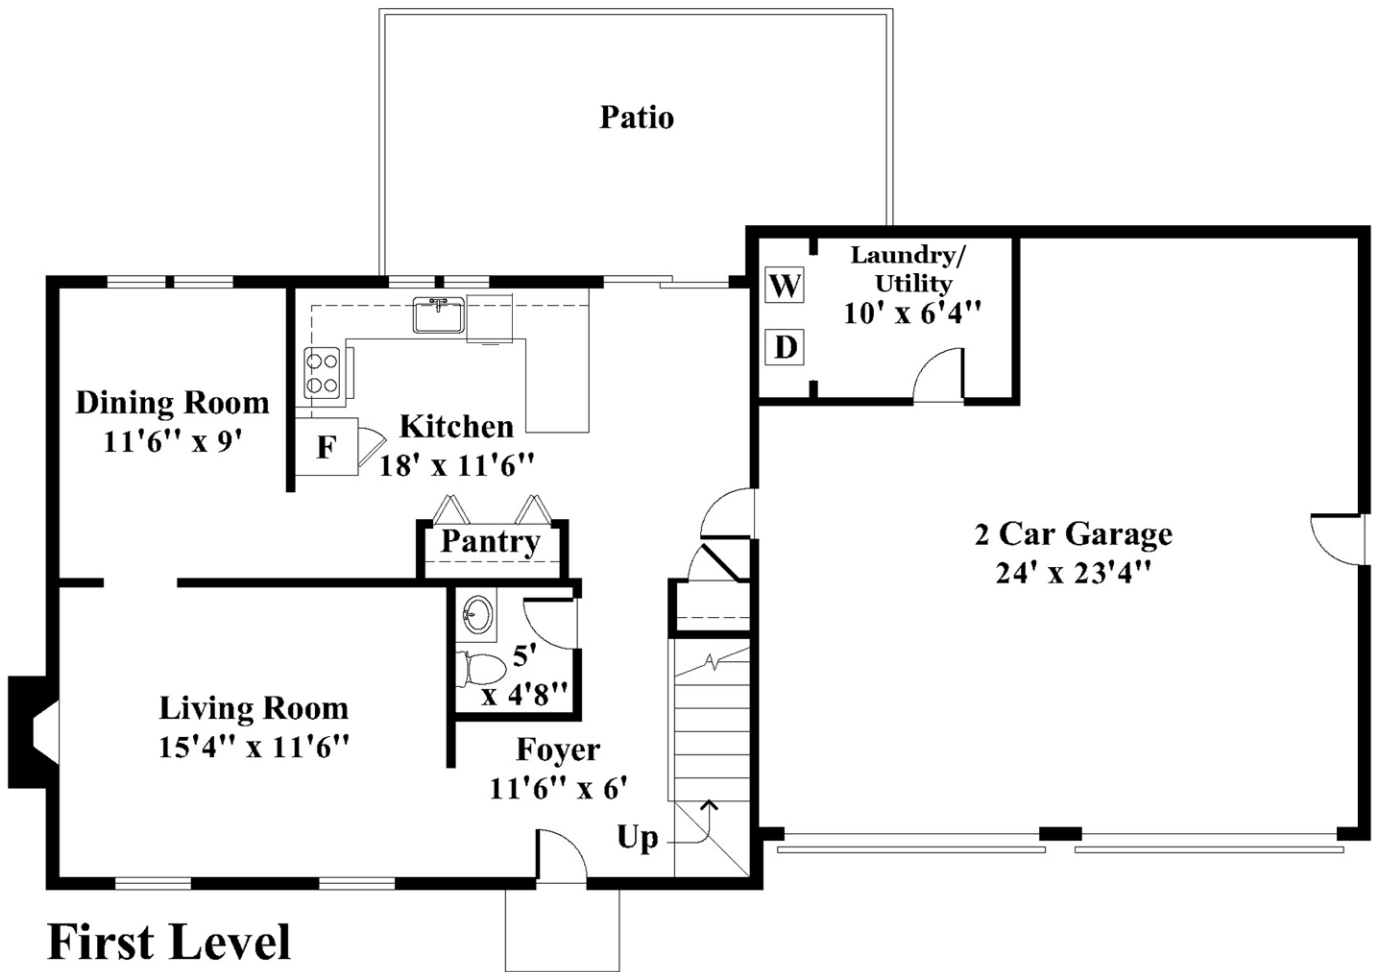 Patio
Laundry/
Utility
10' x 6'4"
W
D
Dining Room
11'6" x 9'
Kitchen
18' x 11'6"
F
Pantry
2 Car Garage
24' x 23'4"
5'
x 4'8"
Living Room
15'4" x 11'6"
Foyer
11'6" x 6'
Up
First Level